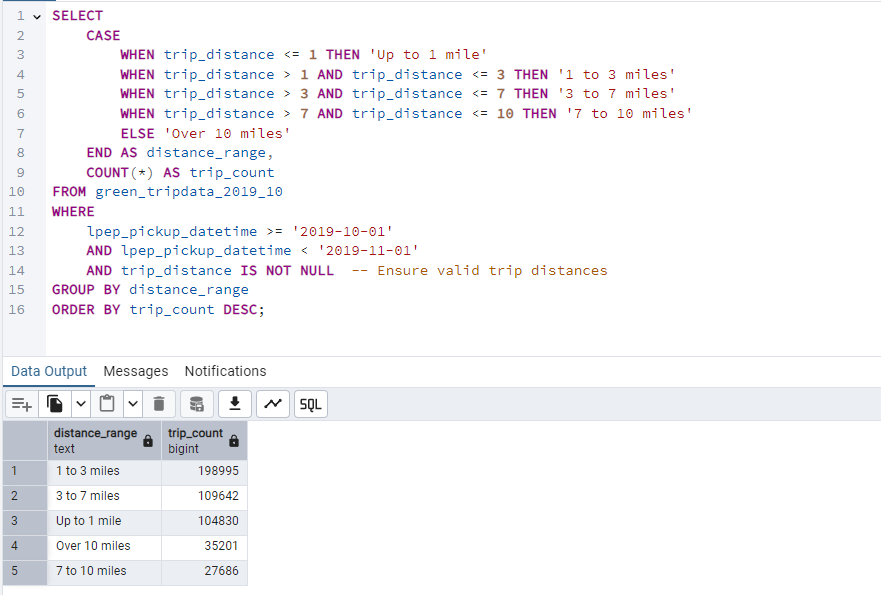 1 SELECT
2 CASE
3 WHEN trip_distance <= 1 THEN 'Up to 1 mile'
4 WHEN trip_distance > 1 AND trip_distance <= 3 THEN '1 to 3 miles'
5 WHEN trip_distance > 3 AND trip_distance <= 7 THEN '3 to 7 miles'
6 WHEN trip_distance > 7 AND trip_distance <= 10 THEN '7 to 10 miles'
7 ELSE 'Over 10 miles'
8 END AS distance_range,
9 COUNT(*) AS trip_count
10 FROM green_tripdata_2019_10
11 WHERE
12 lpep_pickup_datetime >= '2019-10-01'
13 AND lpep_pickup_datetime < '2019-11-01'
14 AND trip_distance IS NOT NULL -- Ensure valid trip distances
15 GROUP BY distance_range
16 ORDER BY trip_count DESC;
Data Output Messages Notifications
SQL
distance_range trip_count
text bigint
1 1 to 3 miles 198995
2 3 to 7 miles 109642
3 Up to 1 mile 104830
4 Over 10 miles 35201
5 7 to 10 miles 27686